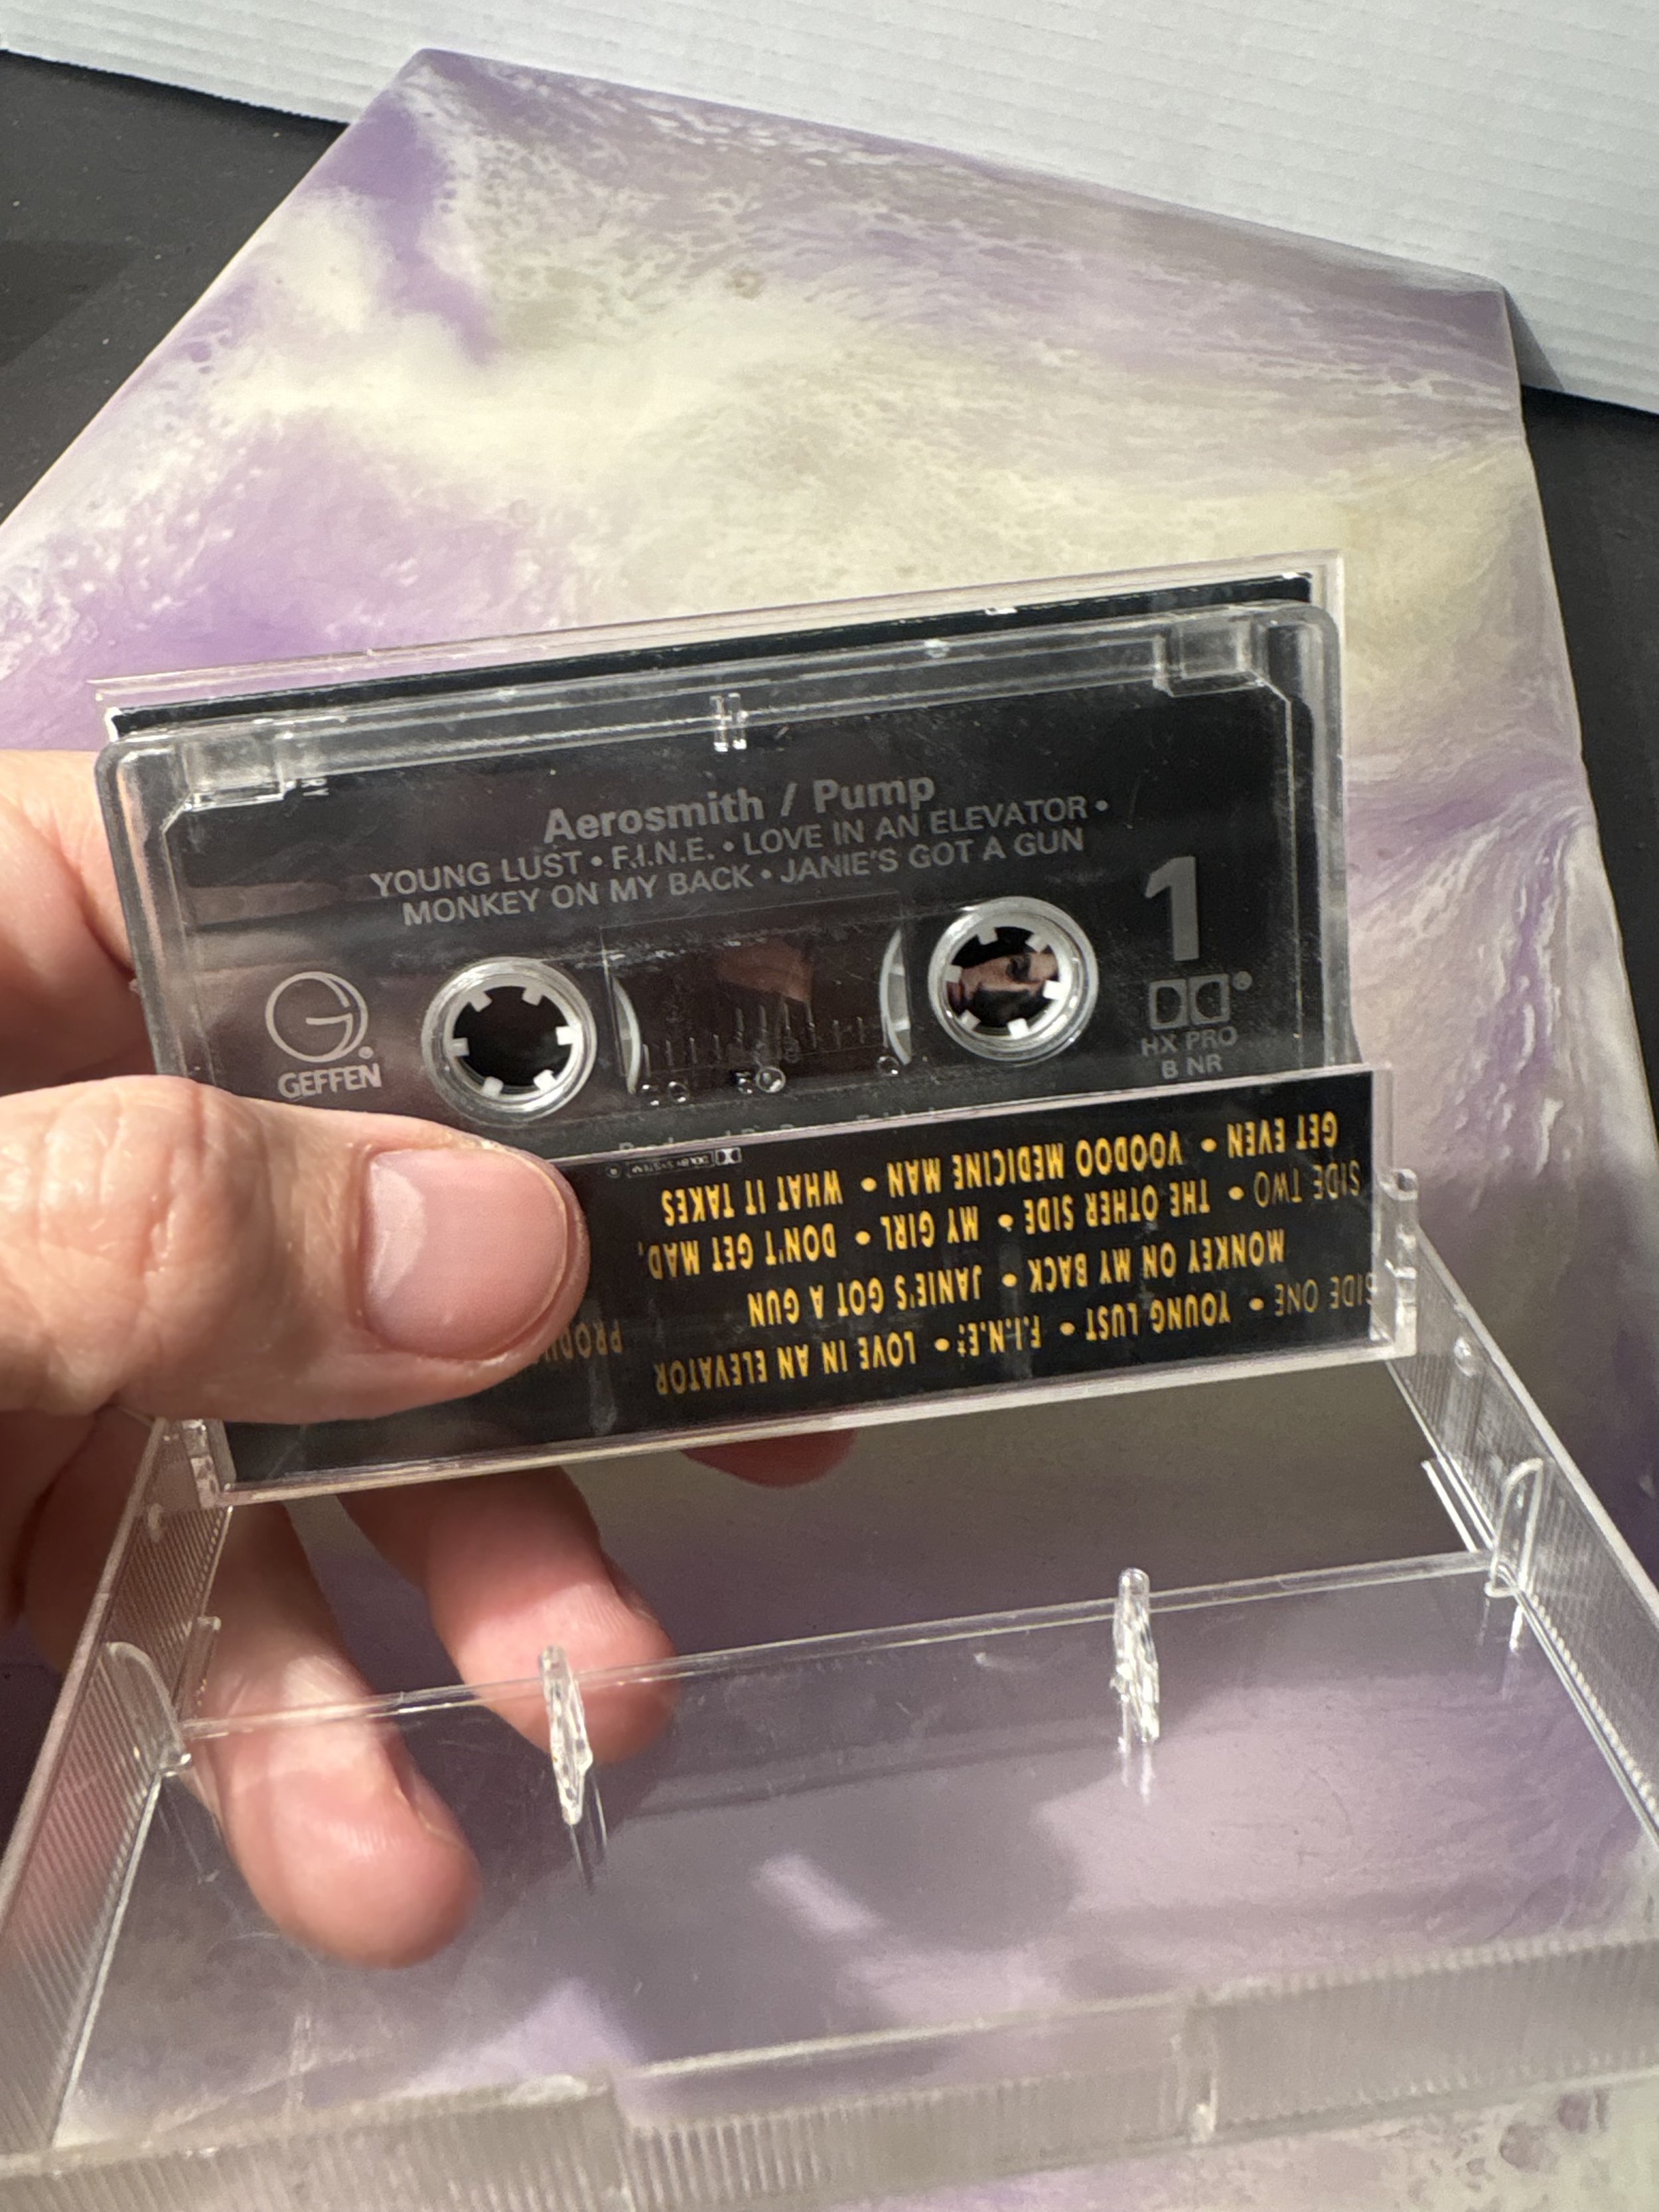 Aerosmith / Pump
YOUNG LUST • F.I.N.E. • LOVE IN AN ELEVATOR •
MONKEY ON MY BACK • JANIE'S GOT A GUN
1
GEFFEN
HX PRO
B NR
SIDE ONE • YOUNG LUST • F.I.N.E.* • LOVE IN AN ELEVATOR
MONKEY ON MY BACK • JANIE'S GOT A GUN
SIDE TWO • THE OTHER SIDE • MY GIRL • DON'T GET MAD,
GET EVEN • VOODOO MEDICINE MAN • WHAT IT TAKES
DOLBY SYSTEM